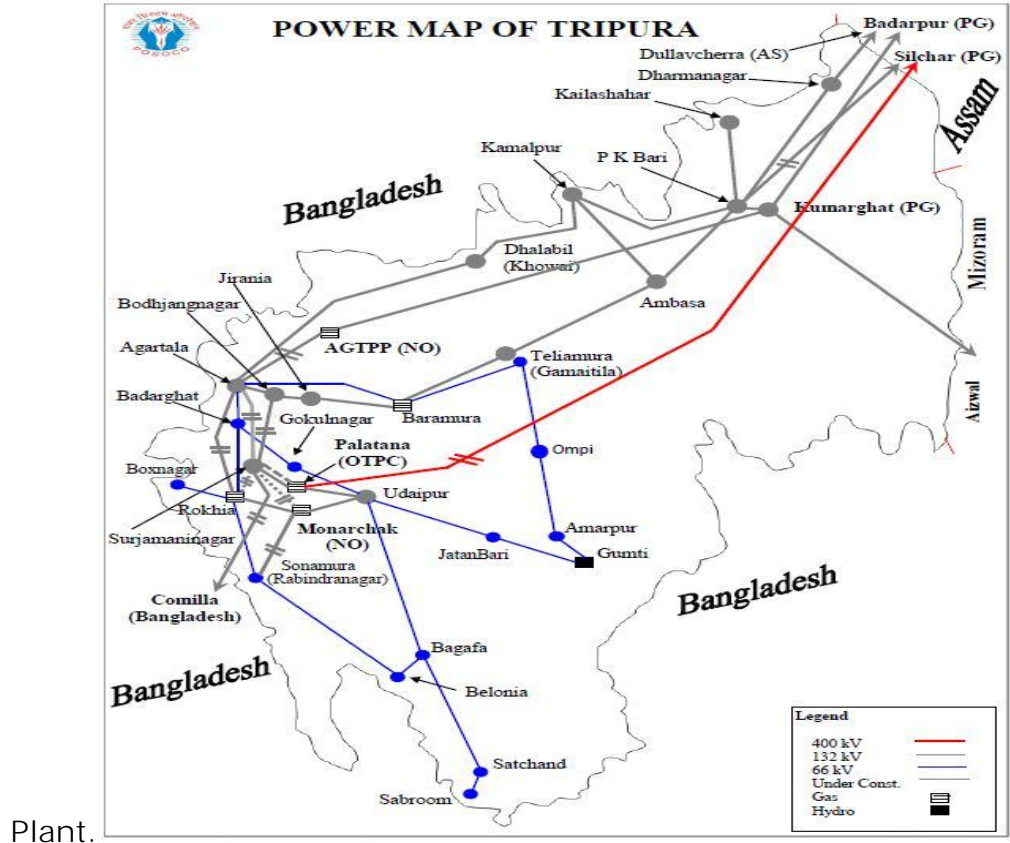 POSOCO
POWER MAP OF TRIPURA
Badarpur (PG)
Dullavcherra (AS)
Silchar (PG)
Dharmanagar
Kailashahar
Assam
Kamalpur
P K Bari
Bangladesh
Kumarghat (PG)
Dhalabil
(Khowai)
Mizoram
Jirania
Ambasa
Bodhjangnagar
AGTPP (NO)
Agartala
Teliamura
(Gamaitila)
Aizwal
Badarghat
Gokulnagar
Baramura
Palatana
(OTPC)
Ompi
Boxnagar
Udaipur
Rokhia
Monarchak
(NO)
Amarpur
Surjamaninagar
JatanBari
Gumti
Sonamura
(Rabindranagar)
Comilla
(Bangladesh)
Bangladesh
Bangladesh
Bagafa
Belonia
Satchand
Sabroom
Legend
400 kV
132 kV
66 kV
Under Const.
Gas
Hydro
Plant.